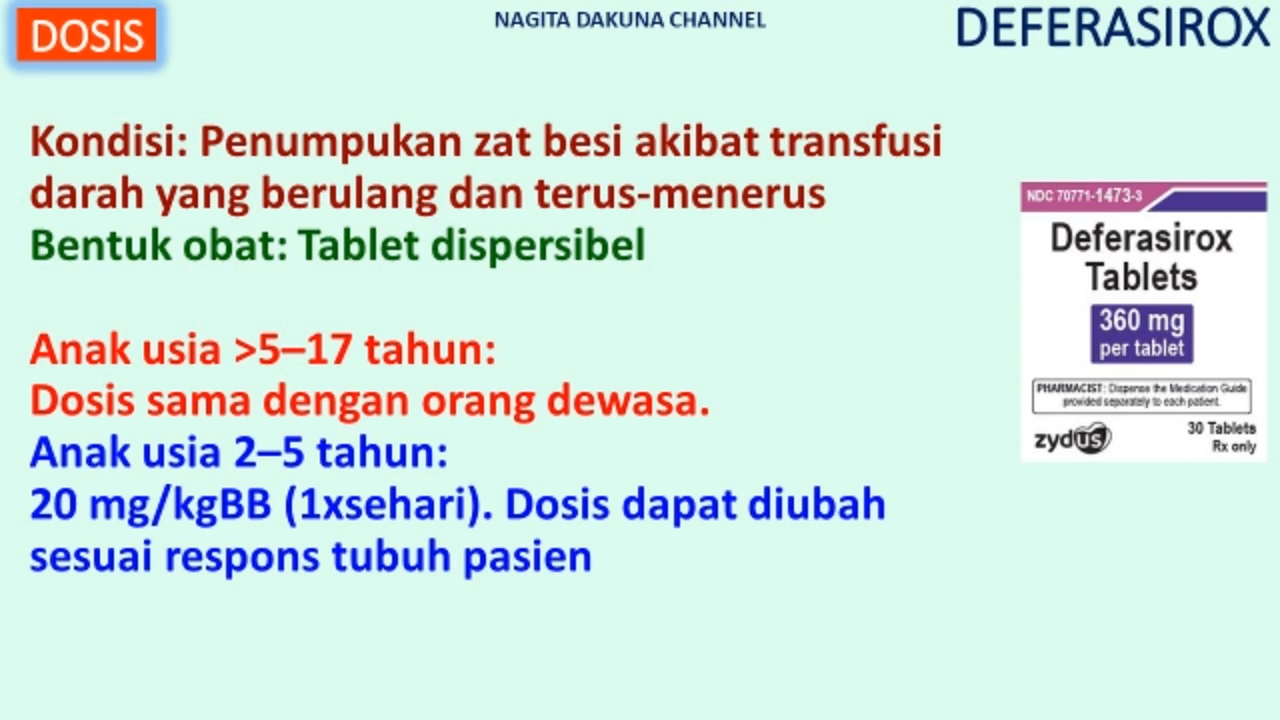 DOSIS
NAGITA DAKUNA CHANNEL
DEFERASIROX
Kondisi: Penumpukan zat besi akibat transfusi
darah yang berulang dan terus-menerus
Bentuk obat: Tablet dispersibel
Anak usia >5–17 tahun:
Dosis sama dengan orang dewasa.
Anak usia 2–5 tahun:
20 mg/kgBB (1xsehari). Dosis dapat diubah
sesuai respons tubuh pasien
NDC 70771-1473-3
Deferasirox
Tablets
360 mg
per tablet
PHARMACIST: Dispense the Medication Guide
provided separately to each patient.
zydus
30 Tablets
Rx only